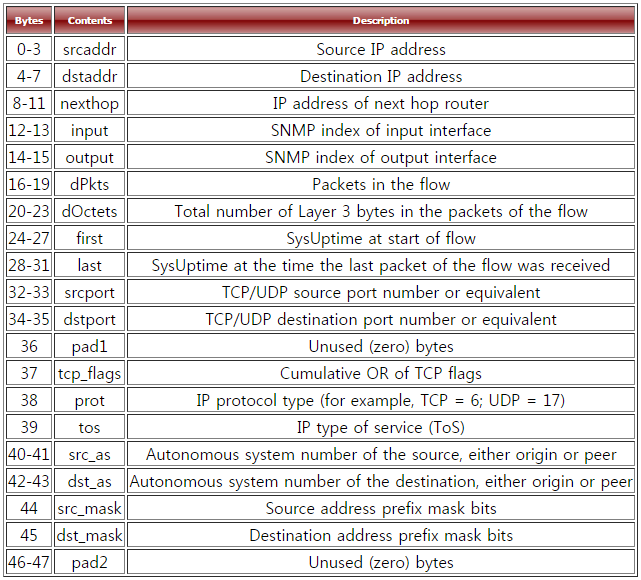 Bytes Contents Description
0-3 srcaddr Source IP address
4-7 dstaddr Destination IP address
8-11 nexthop IP address of next hop router
12-13 input SNMP index of input interface
14-15 output SNMP index of output interface
16-19 dPkts Packets in the flow
20-23 dOctets Total number of Layer 3 bytes in the packets of the flow
24-27 first SysUptime at start of flow
28-31 last SysUptime at the time the last packet of the flow was received
32-33 srcport TCP/UDP source port number or equivalent
34-35 dstport TCP/UDP destination port number or equivalent
36 pad1 Unused (zero) bytes
37 tcp_flags Cumulative OR of TCP flags
38 prot IP protocol type (for example, TCP = 6; UDP = 17)
39 tos IP type of service (ToS)
40-41 src_as Autonomous system number of the source, either origin or peer
42-43 dst_as Autonomous system number of the destination, either origin or peer
44 src_mask Source address prefix mask bits
45 dst_mask Destination address prefix mask bits
46-47 pad2 Unused (zero) bytes